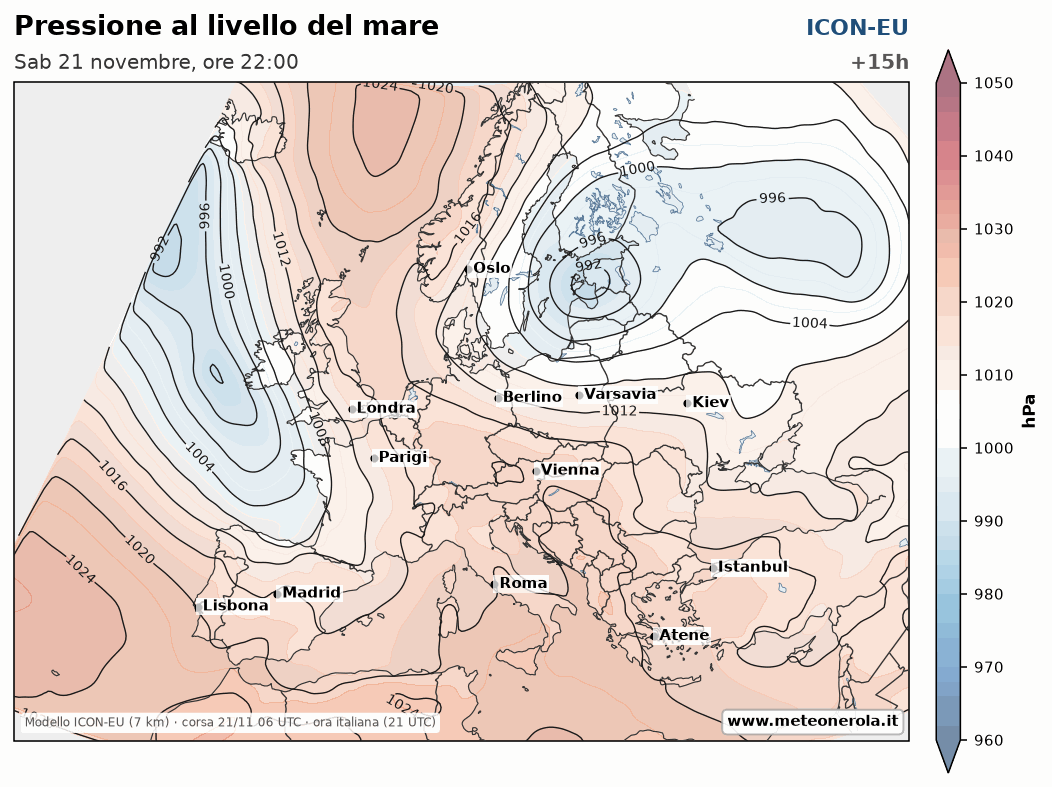 Pressione al livello del mare
ICON-EU
Sab 21 novembre, ore 22:00
+15h
1024
1020
1000
996
996
1016
1012
992
996
992
1000
1004
Oslo
Berlino
Varsavia
Kiev
Londra
1012
1008
Parigi
Vienna
1004
1016
1020
1024
Roma
Istanbul
Madrid
Lisbona
Atene
1024
Modello ICON-EU (7 km) · corsa 21/11 06 UTC · ora italiana (21 UTC)
www.meteonerola.it
1050
1040
1030
1020
1010
1000
990
980
970
960
hPa